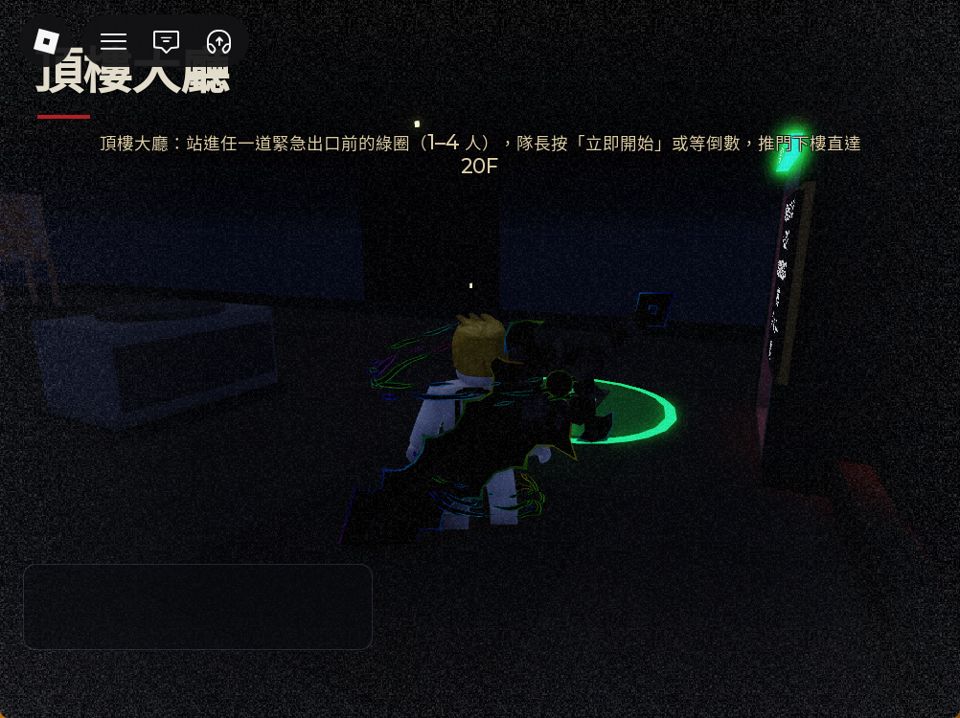 頂樓大廳
頂樓大廳：站進任一道緊急出口前的綠圈（1–4 人），隊長按「立即開始」或等倒數，推門下樓直達
20F